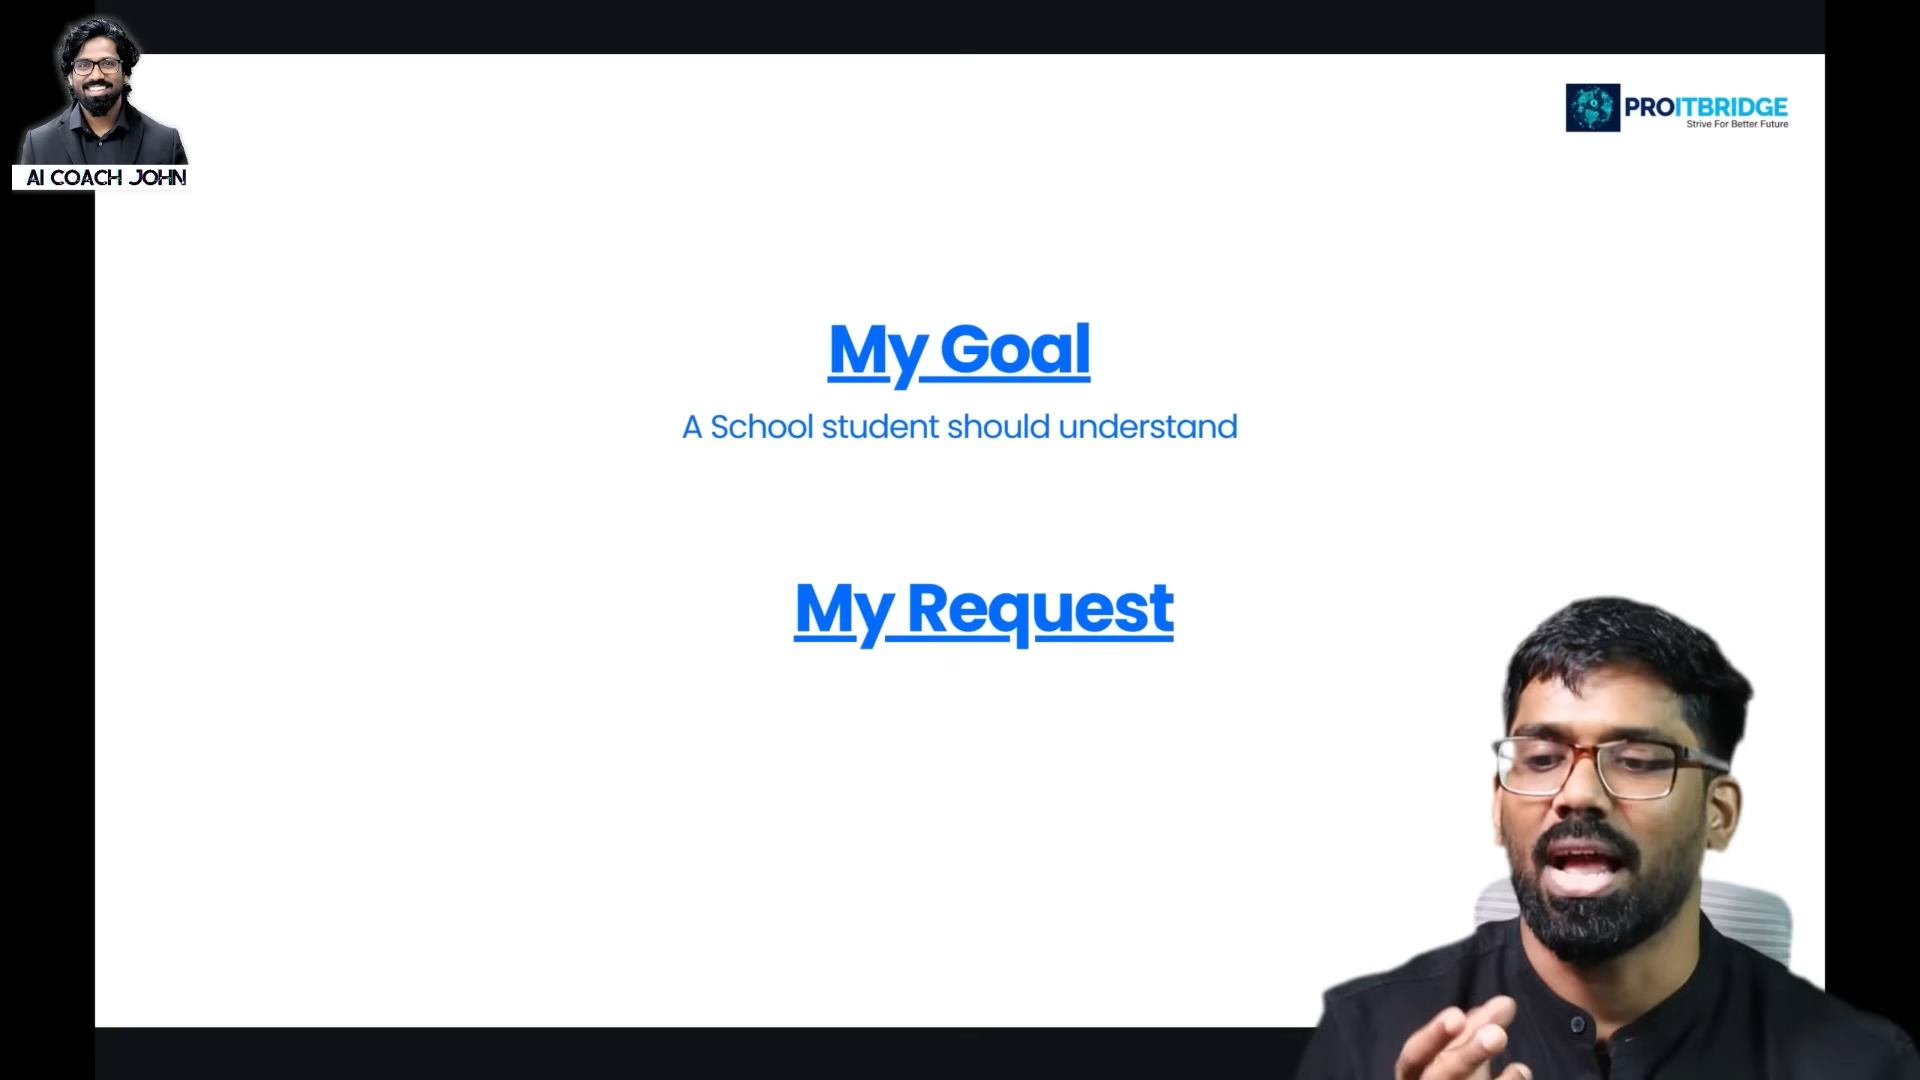 AI COACH JOHN
PROITBRIDGE
Strive For Better Future
My Goal
A School student should understand
My Request